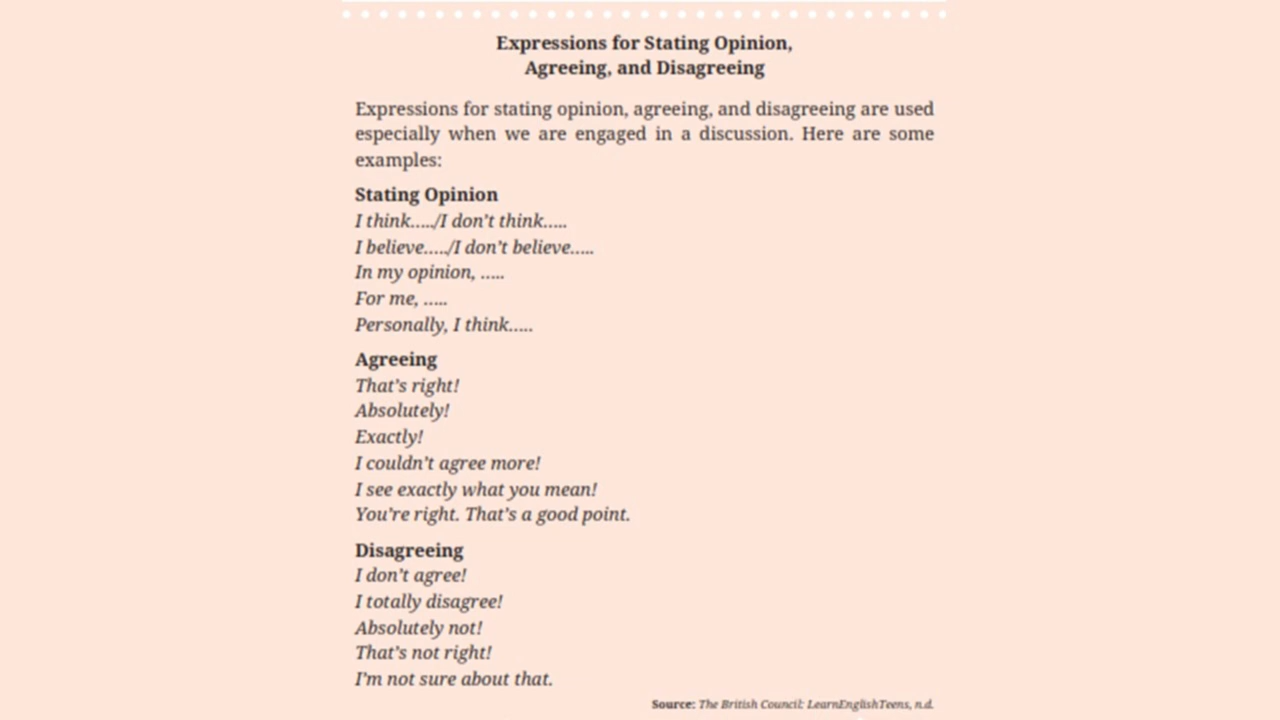 Expressions for Stating Opinion,
Agreeing, and Disagreeing
Expressions for stating opinion, agreeing, and disagreeing are used
especially when we are engaged in a discussion. Here are some
examples:
Stating Opinion
I think…../I don’t think…..
I believe…../I don’t believe…..
In my opinion, …..
For me, …..
Personally, I think…..
Agreeing
That’s right!
Absolutely!
Exactly!
I couldn’t agree more!
I see exactly what you mean!
You’re right. That’s a good point.
Disagreeing
I don’t agree!
I totally disagree!
Absolutely not!
That’s not right!
I’m not sure about that.
Source: The British Council: LearnEnglishTeens, n.d.